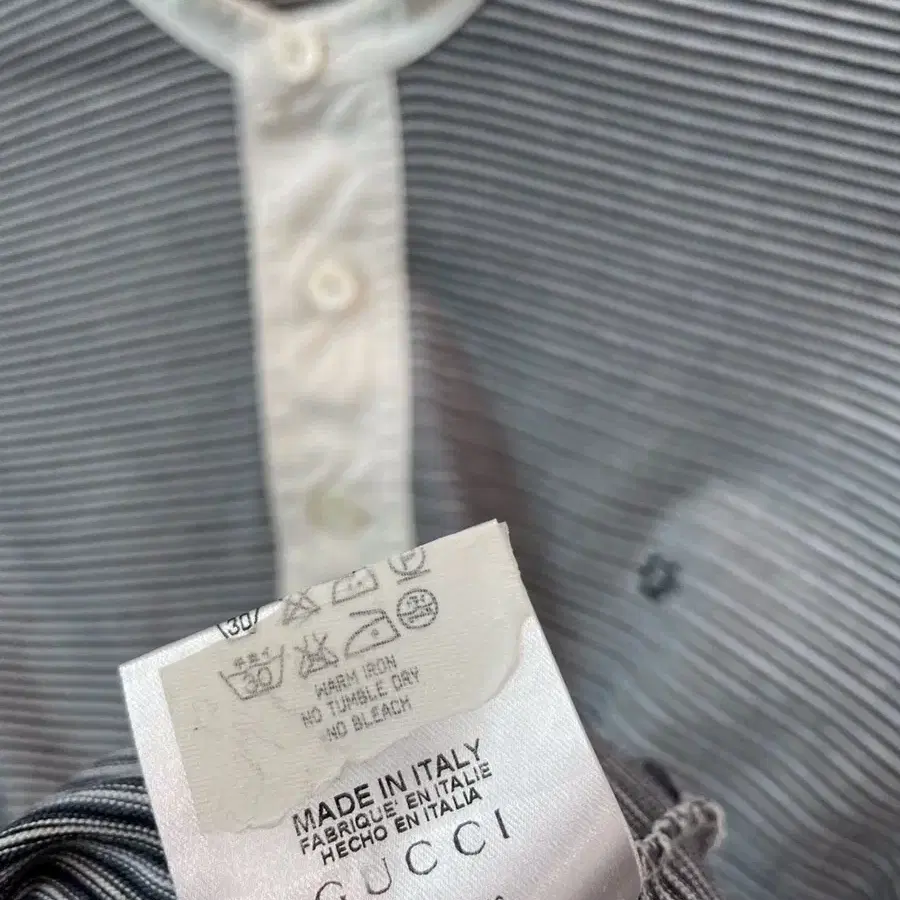 30
30
WARM IRON
NO TUMBLE DRY
NO BLEACH
MADE IN ITALY
FABRIQUE' EN ITALIE
HECHO EN ITALIA
GUCCI